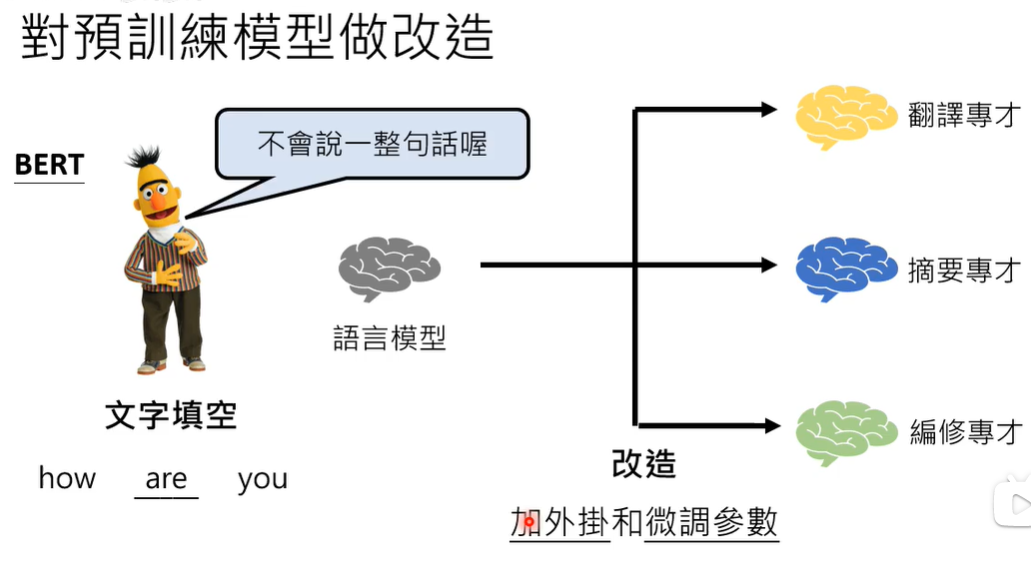 對預訓練模型做改造
不會說一整句話喔
BERT
語言模型
文字填空
how are you
翻譯專才
摘要專才
編修專才
改造
加外掛和微調參數